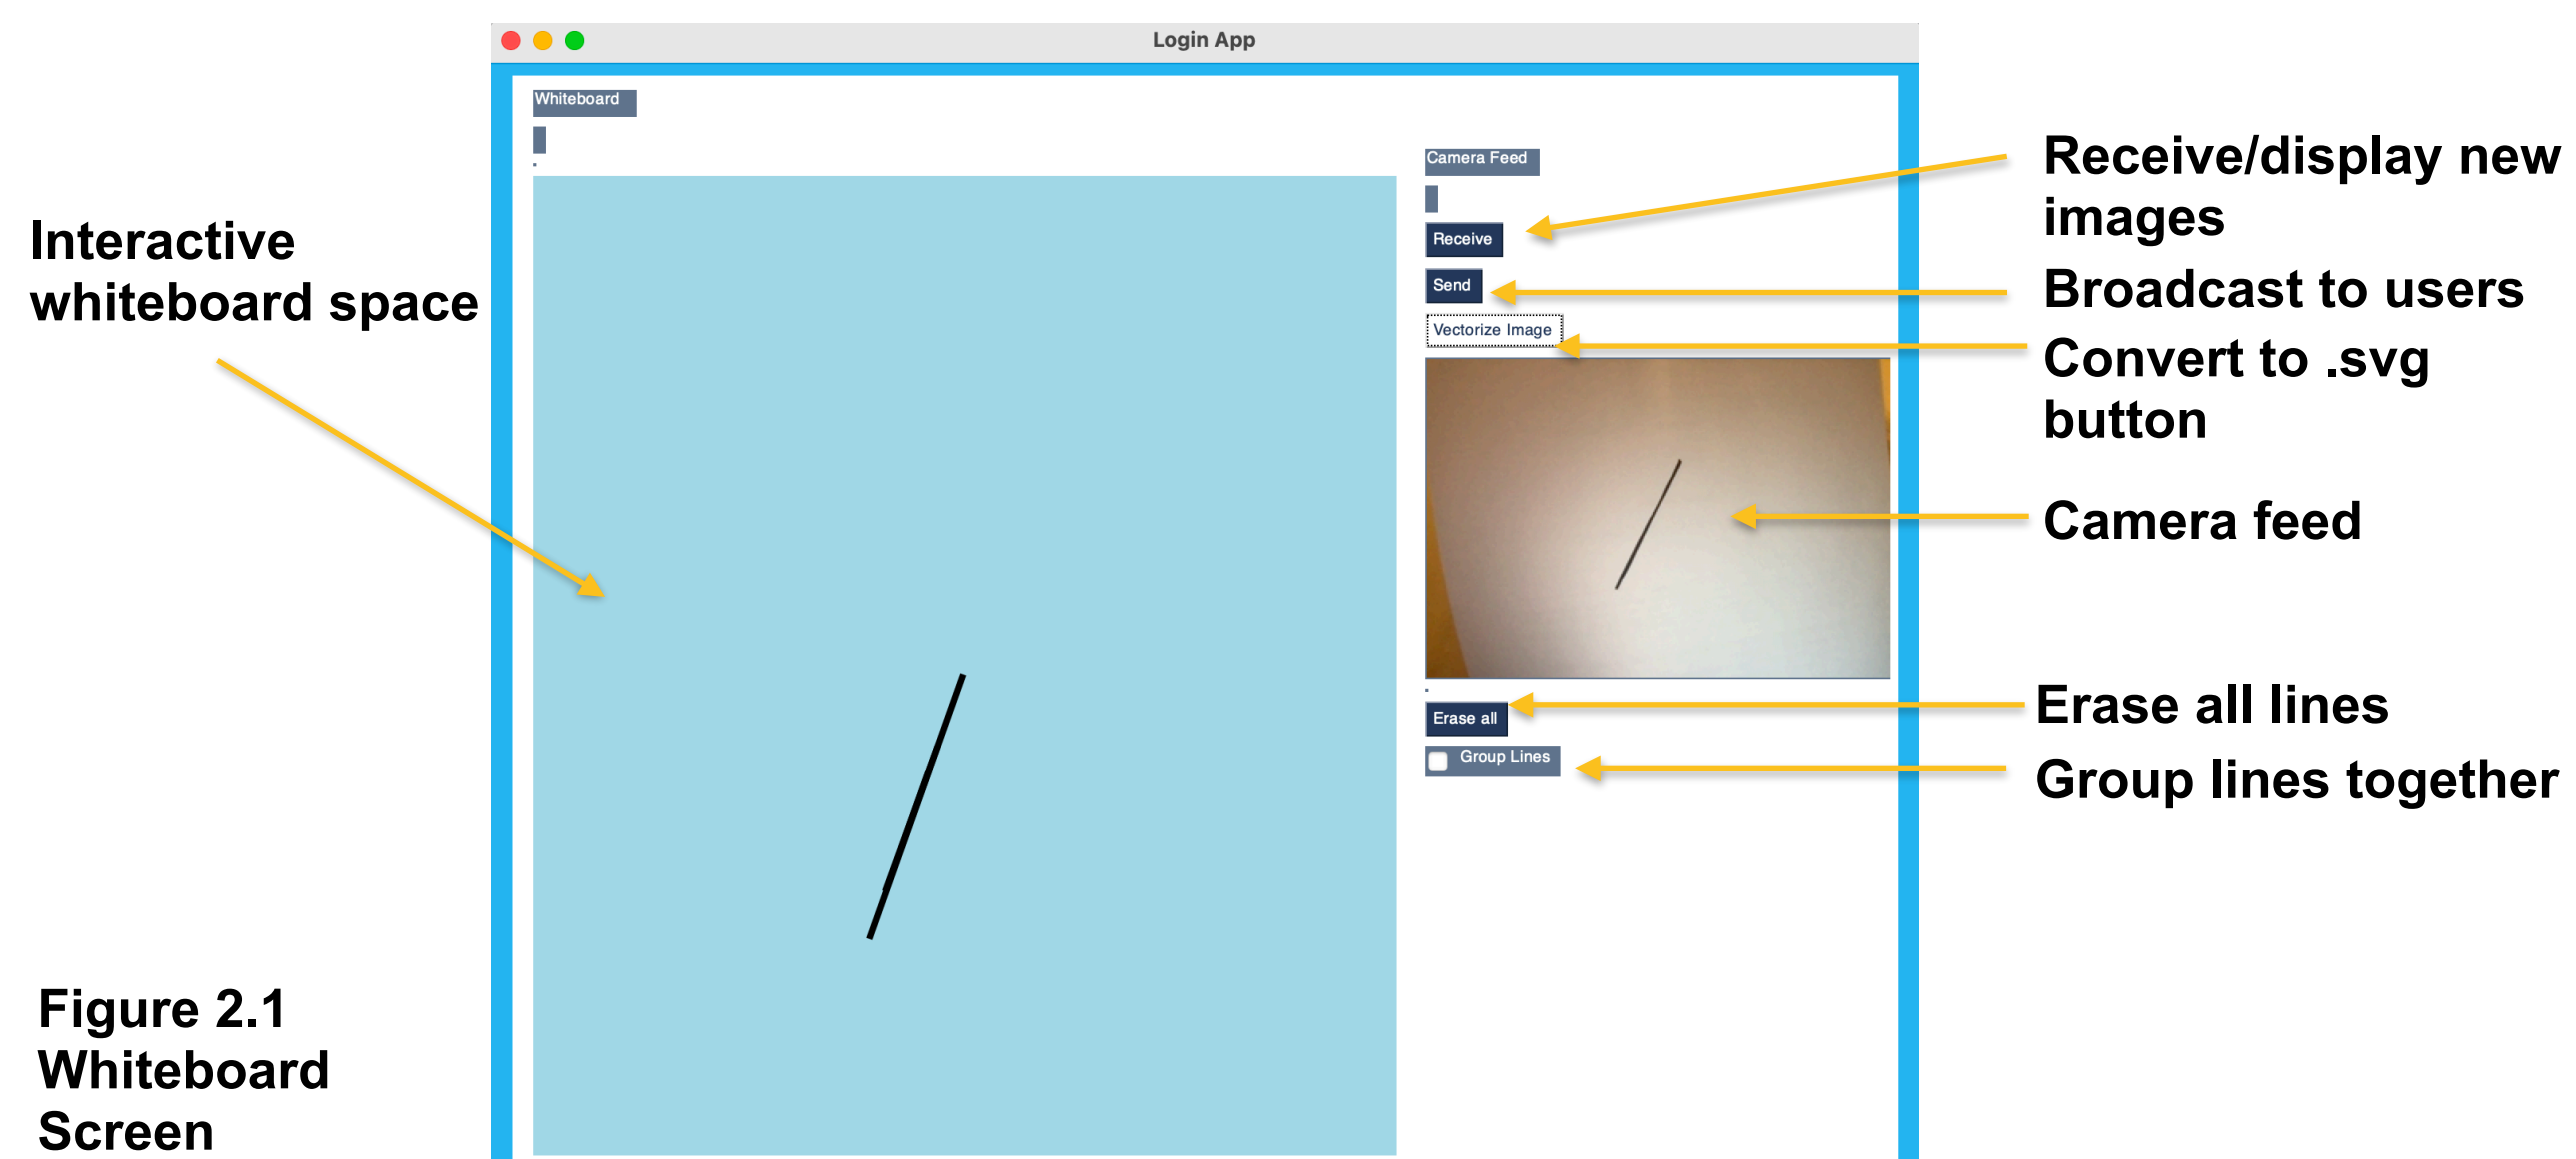 Login App
Whiteboard
Interactive
whiteboard space
Camera Feed
Receive
Send
Vectorize Image
Erase all
Group Lines
Receive/display new
images
Broadcast to users
Convert to .svg
button
Camera feed
Erase all lines
Group lines together
Figure 2.1
Whiteboard
Screen